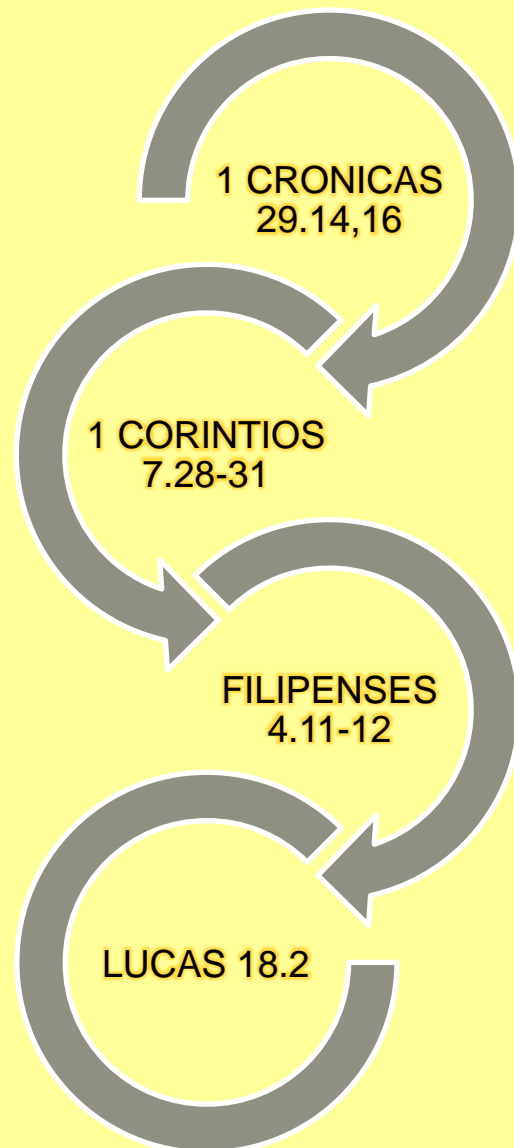 1 CRONICAS
29.14,16
1 CORINTIOS
7.28-31
FILIPENSES
4.11-12
LUCAS 18.2